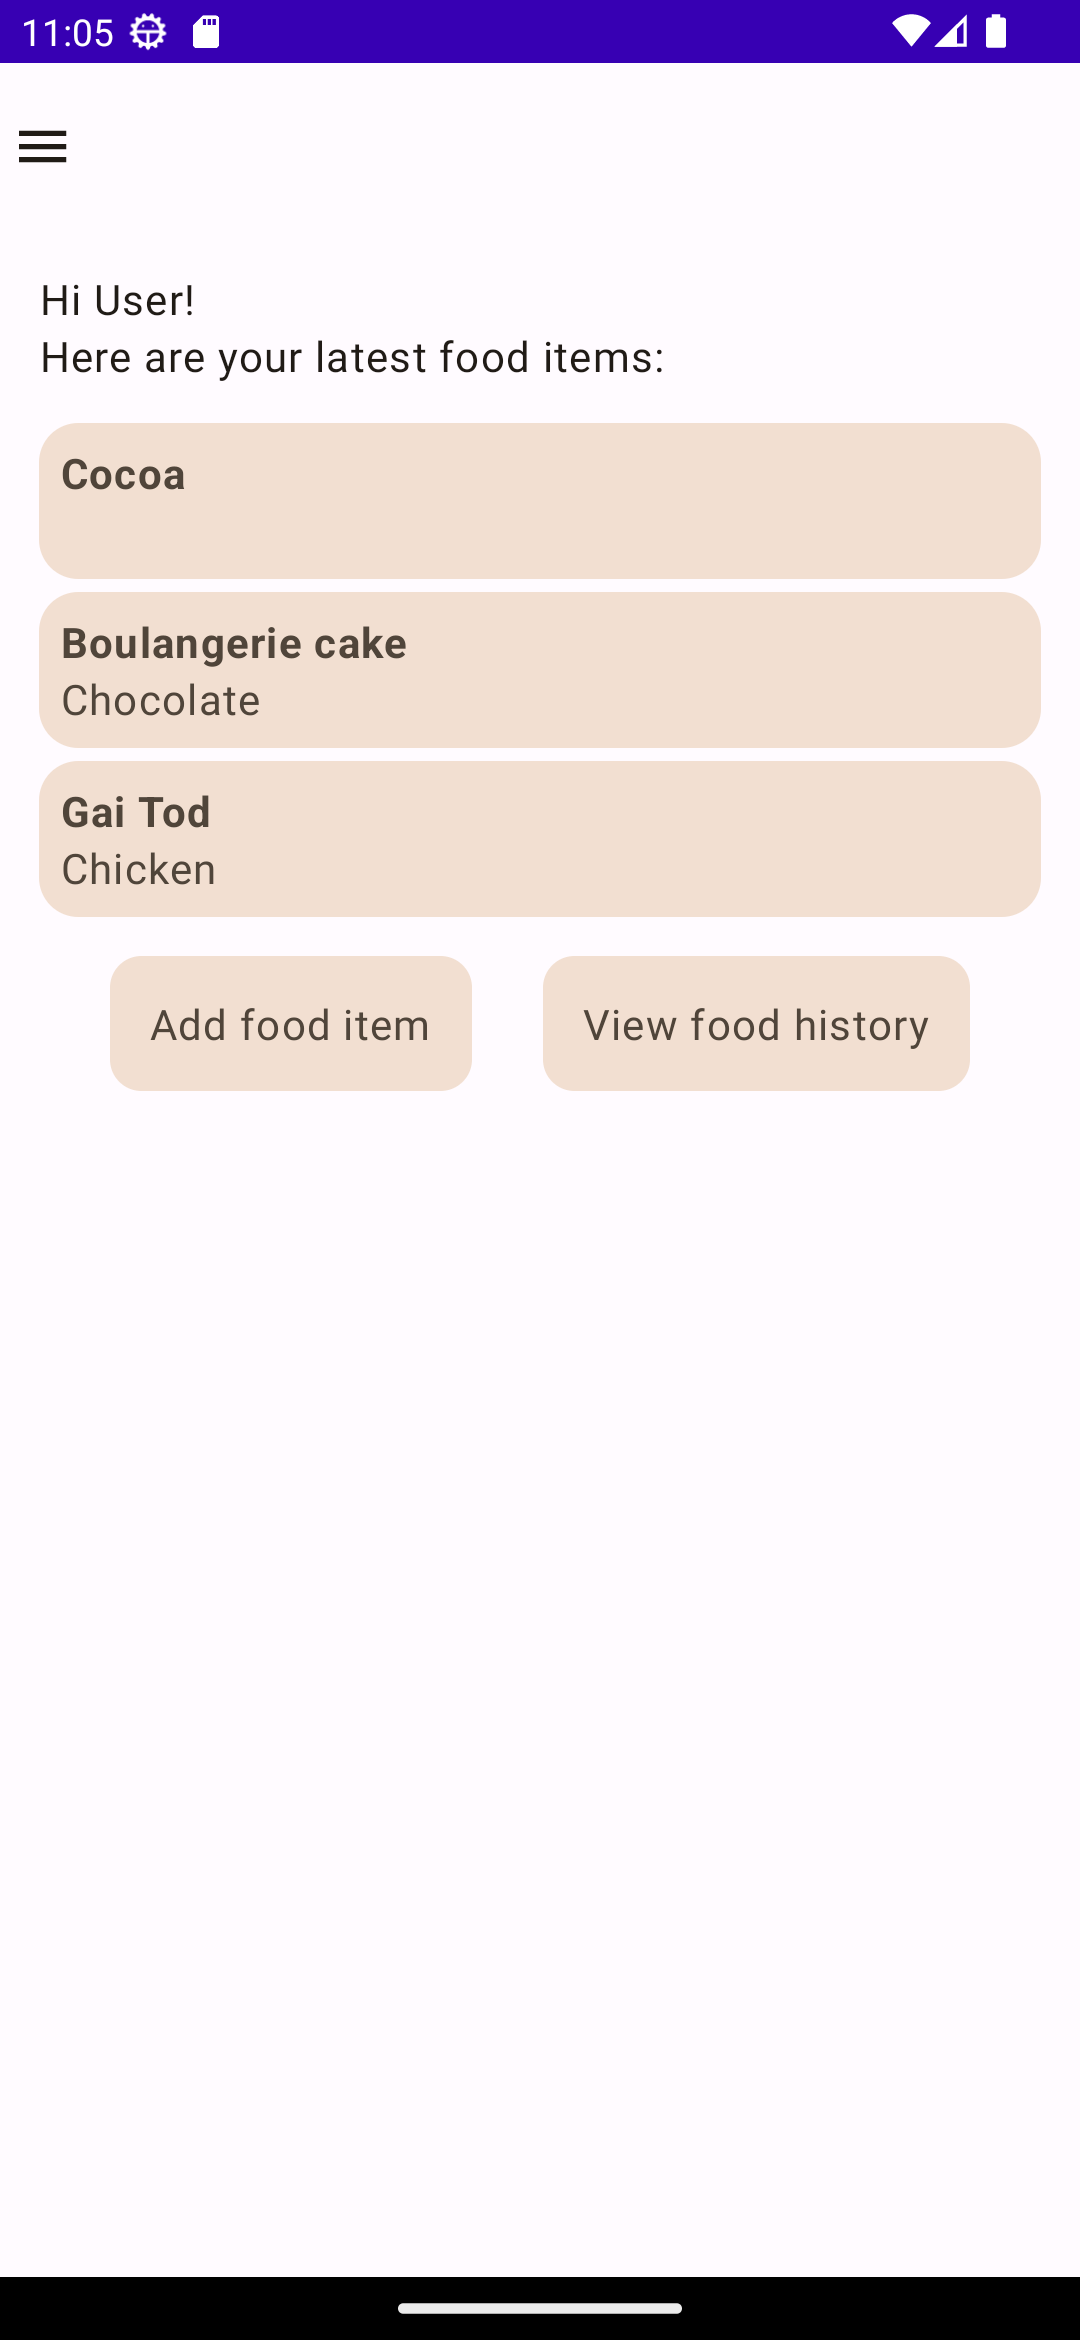 11:05
Hi User!
Here are your latest food items:
Cocoa
Boulangerie cake
Chocolate
Gai Tod
Chicken
Add food item
View food history